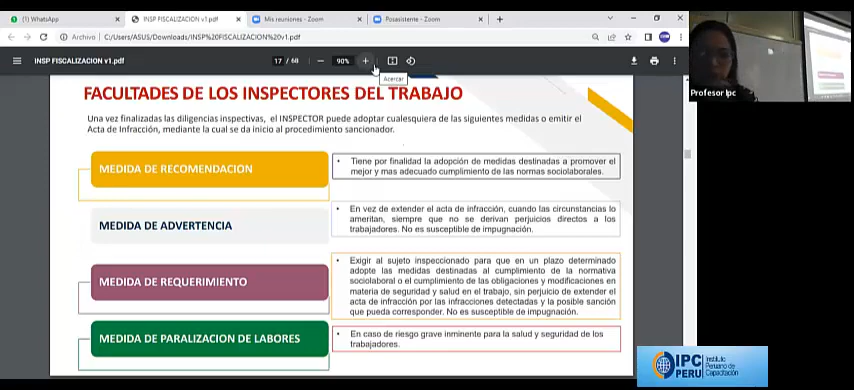 (1) WhatsApp
INSP FISCALIZACION v1.pdf
Mis reuniones - Zoom
Posasistente - Zoom
Archivo
C:/Users/ASUS/Downloads/INSP%20FISCALIZACION%20v1.pdf
INSP FISCALIZACION v1.pdf
17 / 68
90%
Acercar
Profesor Ipc
FACULTADES DE LOS INSPECTORES DEL TRABAJO
Una vez finalizadas las diligencias inspectivas, el INSPECTOR puede adoptar cualesquiera de las siguientes medidas o emitir el
Acta de Infracción, mediante la cual se da inicio al procedimiento sancionador.
MEDIDA DE RECOMENDACION
• Tiene por finalidad la adopción de medidas destinadas a promover el
mejor y mas adecuado cumplimiento de las normas sociolaborales.
MEDIDA DE ADVERTENCIA
• En vez de extender el acta de infracción, cuando las circunstancias lo
ameritan, siempre que no se derivan perjuicios directos a los
trabajadores. No es susceptible de impugnación.
MEDIDA DE REQUERIMIENTO
• Exigir al sujeto inspeccionado para que en un plazo determinado
adopte las medidas destinadas al cumplimiento de la normativa
sociolaboral o el cumplimiento de las obligaciones y modificaciones en
materia de seguridad y salud en el trabajo, sin perjuicio de extender el
acta de infracción por las infracciones detectadas y la posible sanción
que pueda corresponder. No es susceptible de impugnación.
MEDIDA DE PARALIZACION DE LABORES
• En caso de riesgo grave inminente para la salud y seguridad de los
trabajadores.
IPC
PERU
Instituto
Peruano de
Capacitación